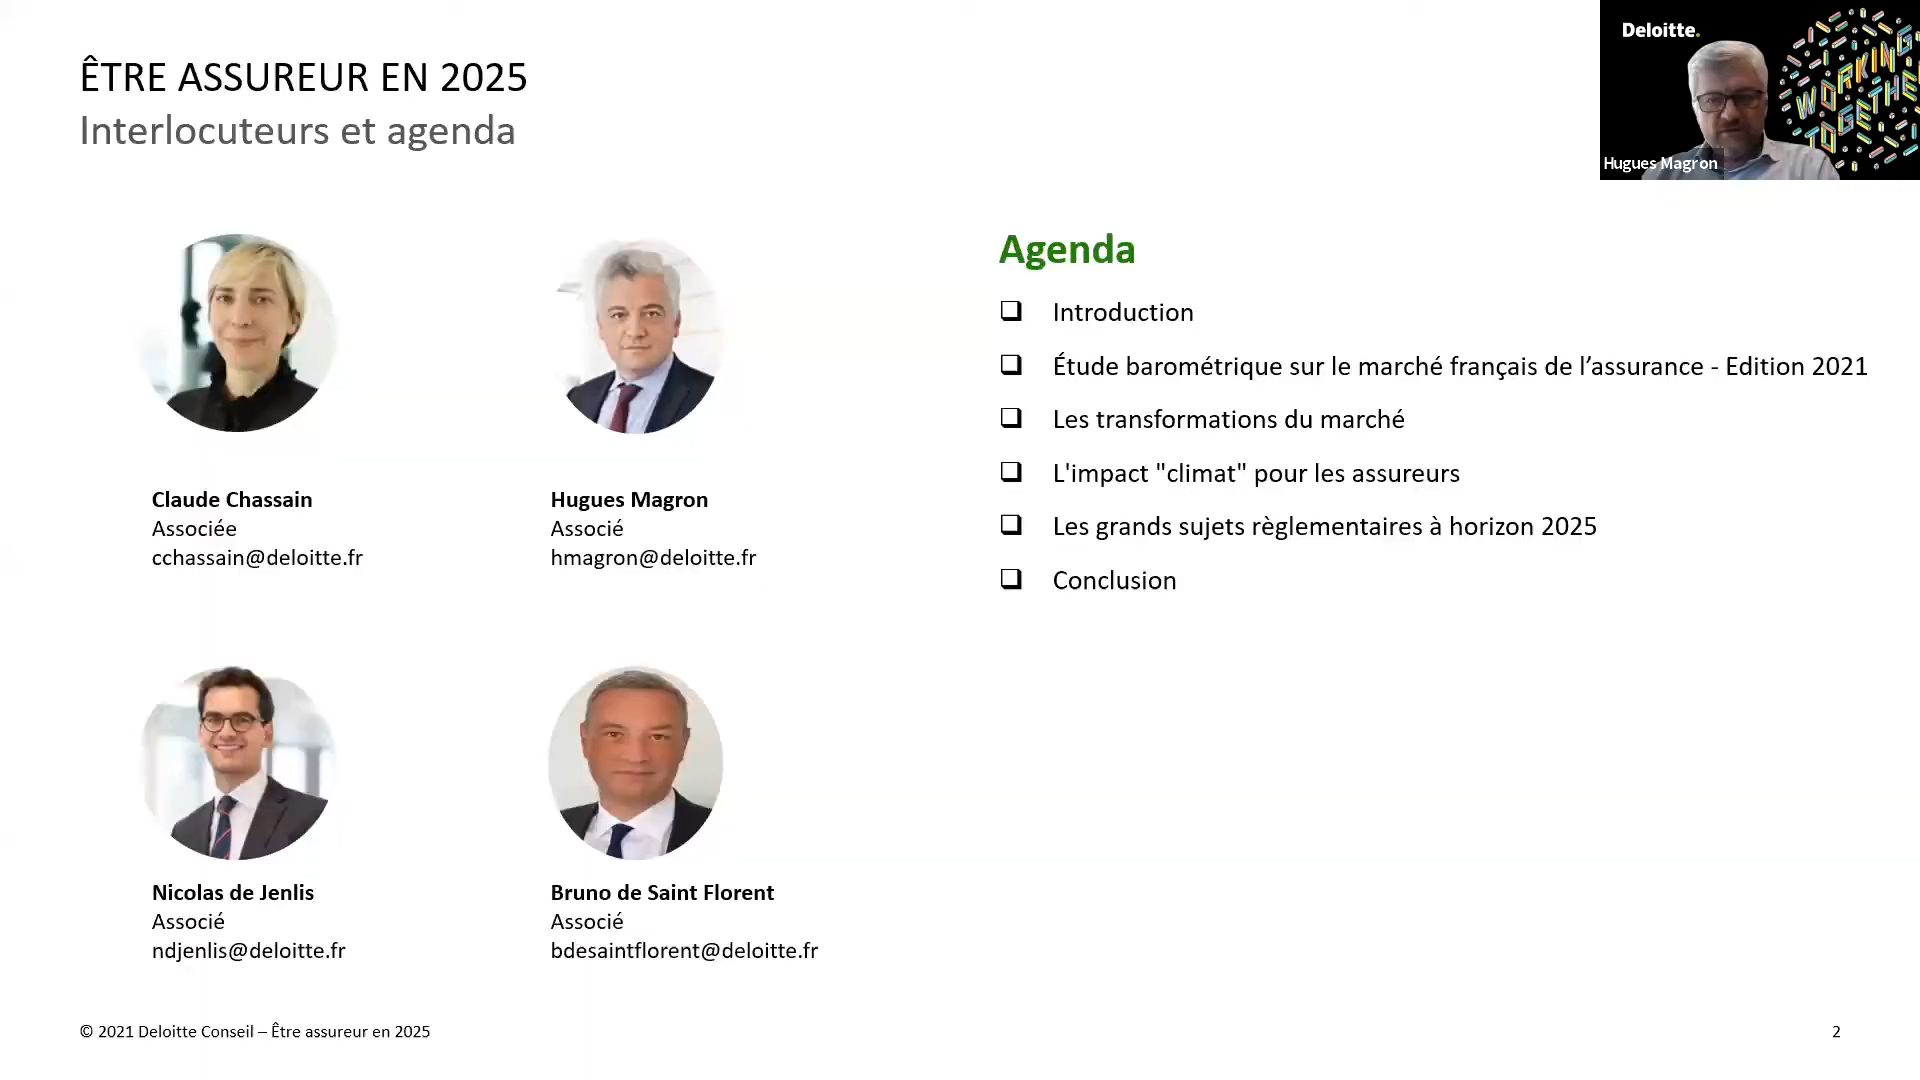 ÊTRE ASSUREUR EN 2025
Interlocuteurs et agenda
Deloitte.
WORKING
TOGETHER
Hugues Magron
Claude Chassain
Associée
cchassain@deloitte.fr
Hugues Magron
Associé
hmagron@deloitte.fr
Nicolas de Jenlis
Associé
ndjenlis@deloitte.fr
Bruno de Saint Florent
Associé
bdesaintflorent@deloitte.fr
Agenda
❑ Introduction
❑ Étude barométrique sur le marché français de l’assurance - Edition 2021
❑ Les transformations du marché
❑ L'impact "climat" pour les assureurs
❑ Les grands sujets règlementaires à horizon 2025
❑ Conclusion
© 2021 Deloitte Conseil – Être assureur en 2025
2